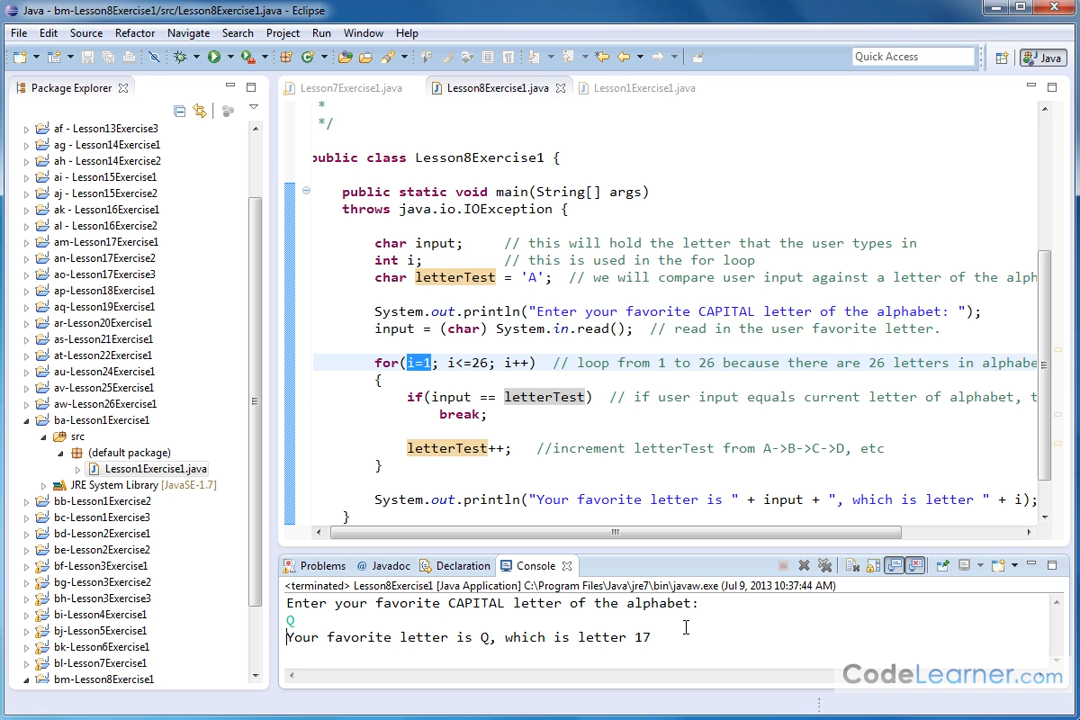 Java - bm-Lesson8Exercise1/src/Lesson8Exercise1.java - Eclipse
File Edit Source Refactor Navigate Search Project Run Window Help
Quick Access
Java
Package Explorer
Lesson7Exercise1.java
Lesson8Exercise1.java
Lesson1Exercise1.java
af - Lesson13Exercise3
ag - Lesson14Exercise1
ah - Lesson14Exercise2
ai - Lesson15Exercise1
aj - Lesson15Exercise2
ak - Lesson16Exercise1
al - Lesson16Exercise2
am-Lesson17Exercise1
an-Lesson17Exercise2
ao-Lesson17Exercise3
ap-Lesson18Exercise1
aq-Lesson19Exercise1
ar-Lesson20Exercise1
as-Lesson21Exercise1
at-Lesson22Exercise1
au-Lesson24Exercise1
av-Lesson25Exercise1
aw-Lesson26Exercise1
ba-Lesson1Exercise1
src
(default package)
Lesson1Exercise1.java
JRE System Library [JavaSE-1.7]
bb-Lesson1Exercise2
bc-Lesson1Exercise3
bd-Lesson2Exercise1
be-Lesson2Exercise2
bf-Lesson3Exercise1
bg-Lesson3Exercise2
bh-Lesson3Exercise3
bi-Lesson4Exercise1
bj-Lesson5Exercise1
bk-Lesson6Exercise1
bl-Lesson7Exercise1
bm-Lesson8Exercise1
*
*/
public class Lesson8Exercise1 {
public static void main(String[] args)
throws java.io.IOException {
char input; // this will hold the letter that the user types in
int i; // this is used in the for loop
char letterTest = 'A'; // we will compare user input against a letter of the alph
System.out.println("Enter your favorite CAPITAL letter of the alphabet: ");
input = (char) System.in.read(); // read in the user favorite letter.
for(i=1; i<=26; i++) // loop from 1 to 26 because there are 26 letters in alphabe
{
if(input == letterTest) // if user input equals current letter of alphabet, t
break;
letterTest++; //increment letterTest from A->B->C->D, etc
}
System.out.println("Your favorite letter is " + input + ", which is letter " + i);
}
Problems Javadoc Declaration Console
<terminated> Lesson8Exercise1 [Java Application] C:\Program Files\Java\jre7\bin\javaw.exe (Jul 9, 2013 10:37:44 AM)
Enter your favorite CAPITAL letter of the alphabet:
Q
Your favorite letter is Q, which is letter 17
CodeLearner.com